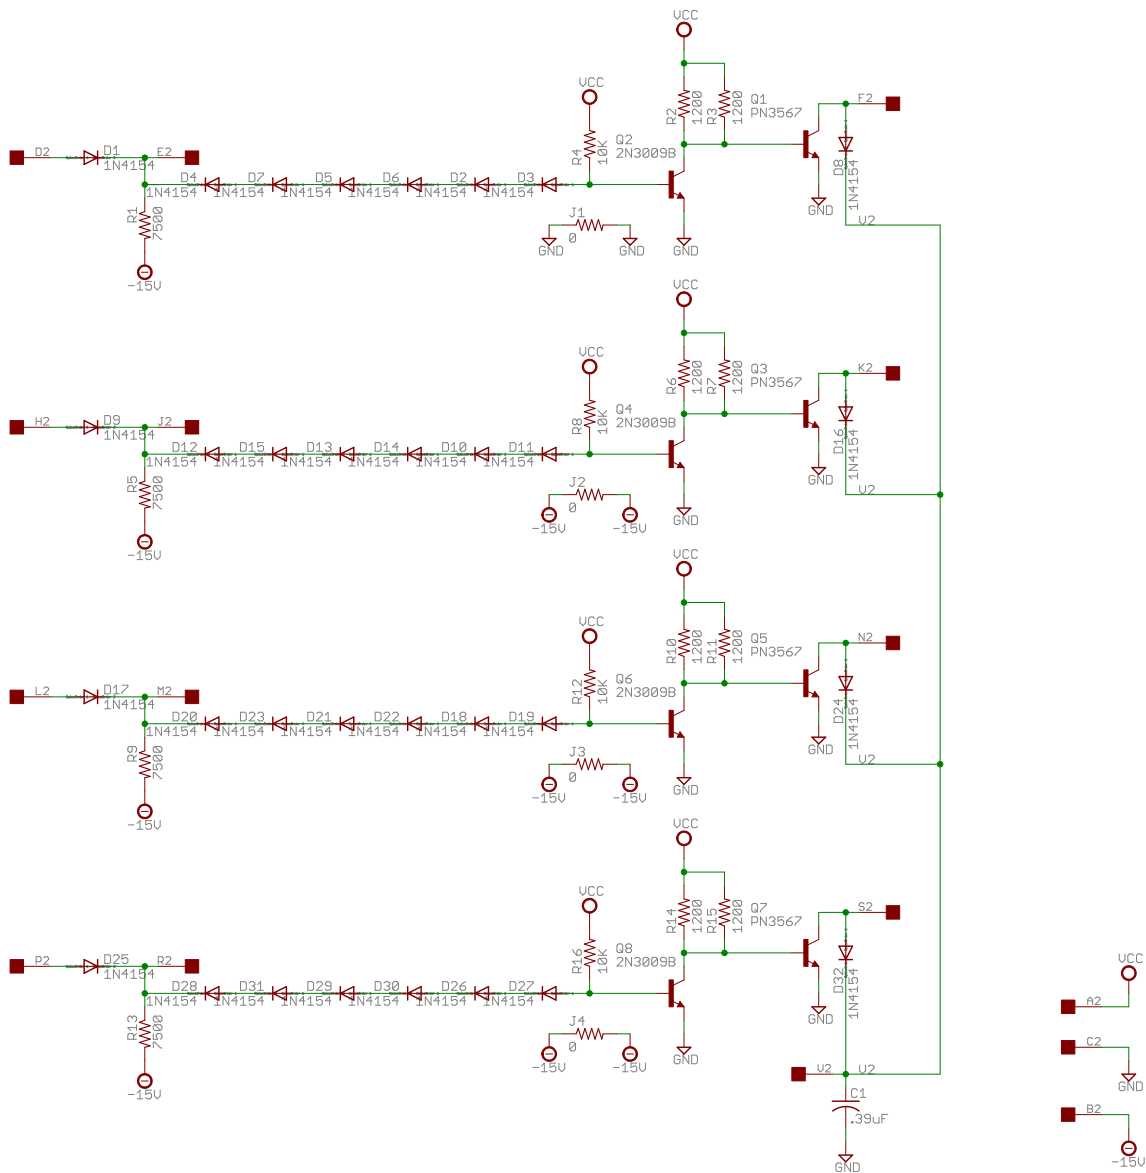 VCC
VCC
D2
D1
1N4154
E2
R4
10K
Q2
2N3009B
R2
1200
R3
1200
Q1
PN3567
F2
D8
1N4154
D4
1N4154
D7
1N4154
D5
1N4154
D6
1N4154
D2
1N4154
D3
1N4154
R1
7500
-15V
J1
0
GND
GND
GND
GND
V2
VCC
VCC
H2
D9
1N4154
J2
R8
10K
Q4
2N3009B
R6
1200
R7
1200
Q3
PN3567
K2
D16
1N4154
D12
1N4154
D15
1N4154
D13
1N4154
D14
1N4154
D10
1N4154
D11
1N4154
R5
7500
-15V
J2
0
-15V
-15V
GND
GND
V2
VCC
VCC
L2
D17
1N4154
M2
R12
10K
Q6
2N3009B
R10
1200
R11
1200
Q5
PN3567
N2
D24
1N4154
D20
1N4154
D23
1N4154
D21
1N4154
D22
1N4154
D18
1N4154
D19
1N4154
R9
7500
-15V
J3
0
-15V
-15V
GND
GND
V2
VCC
VCC
P2
D25
1N4154
R2
R16
10K
Q8
2N3009B
R14
1200
R15
1200
Q7
PN3567
S2
D32
1N4154
D28
1N4154
D31
1N4154
D29
1N4154
D30
1N4154
D26
1N4154
D27
1N4154
R13
7500
-15V
J4
0
-15V
-15V
GND
GND
V2
V2
C1
.39uF
GND
VCC
A2
C2
GND
B2
-15V